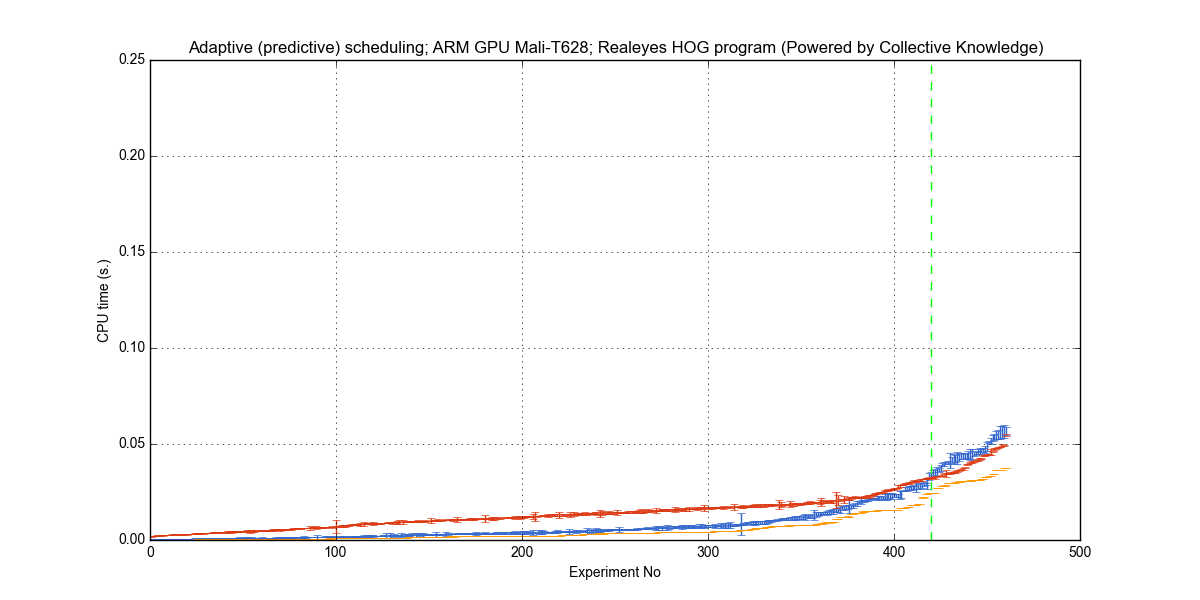 Adaptive (predictive) scheduling; ARM GPU Mali-T628; Realeyes HOG program (Powered by Collective Knowledge)
0.25
0.20
0.15
0.10
0.05
0.00
CPU time (s.)
0 100 200 300 400 500
Experiment No